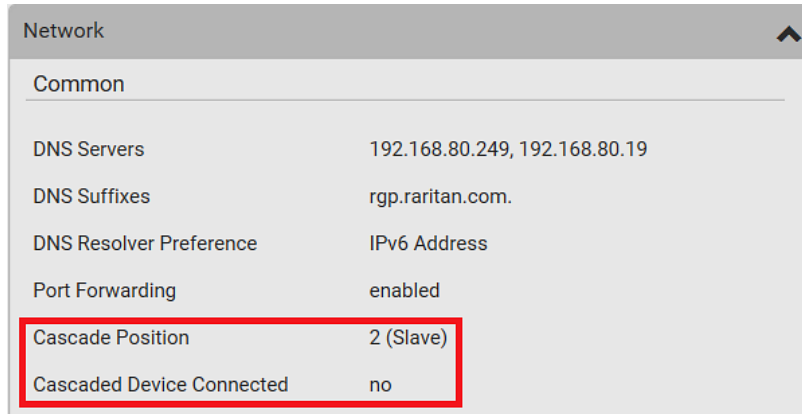 Network
Common
DNS Servers 192.168.80.249, 192.168.80.19
DNS Suffixes rgp.raritan.com.
DNS Resolver Preference IPv6 Address
Port Forwarding enabled
Cascade Position 2 (Slave)
Cascaded Device Connected no